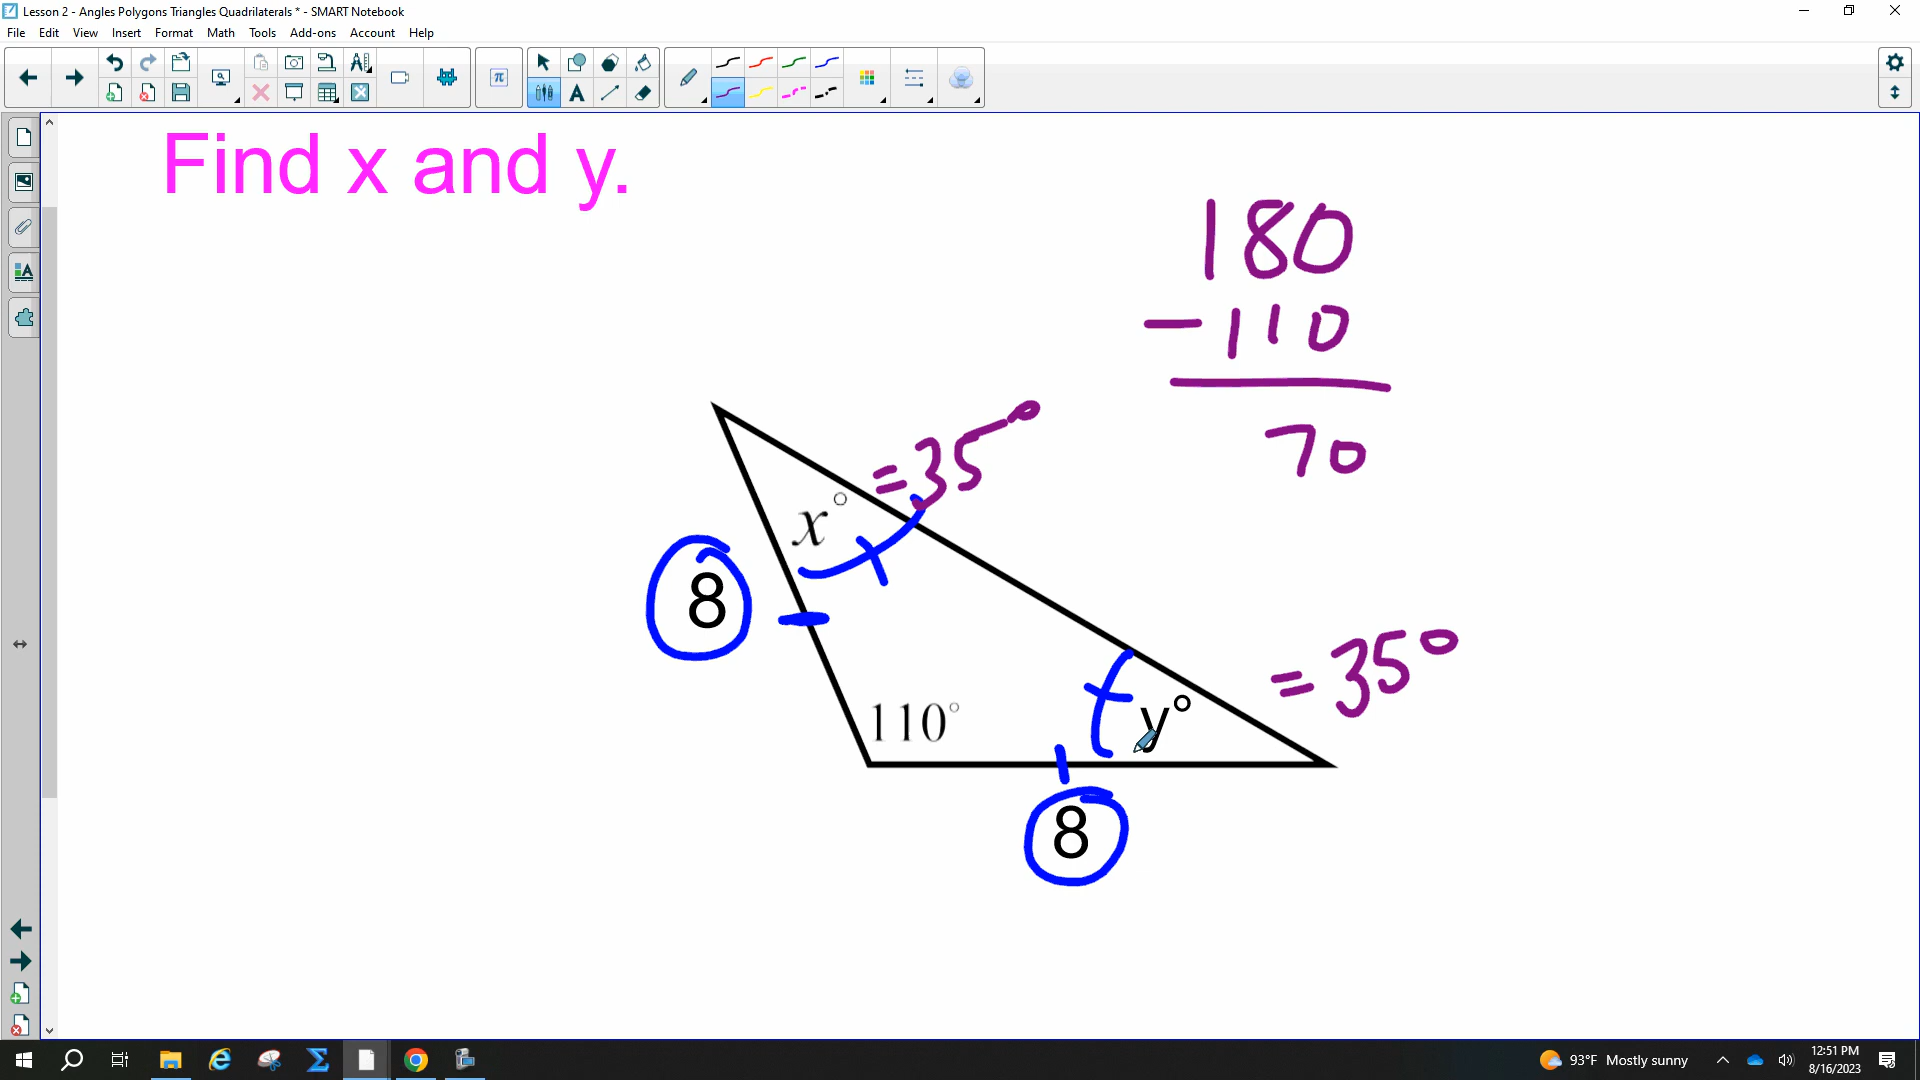 Lesson 2 - Angles Polygons Triangles Quadrilaterals * - SMART Notebook
File Edit View Insert Format Math Tools Add-ons Account Help
Find x and y.
180
-110
70
x° =35°
8
110°
y° =35°
8
93°F Mostly sunny
12:51 PM
8/16/2023